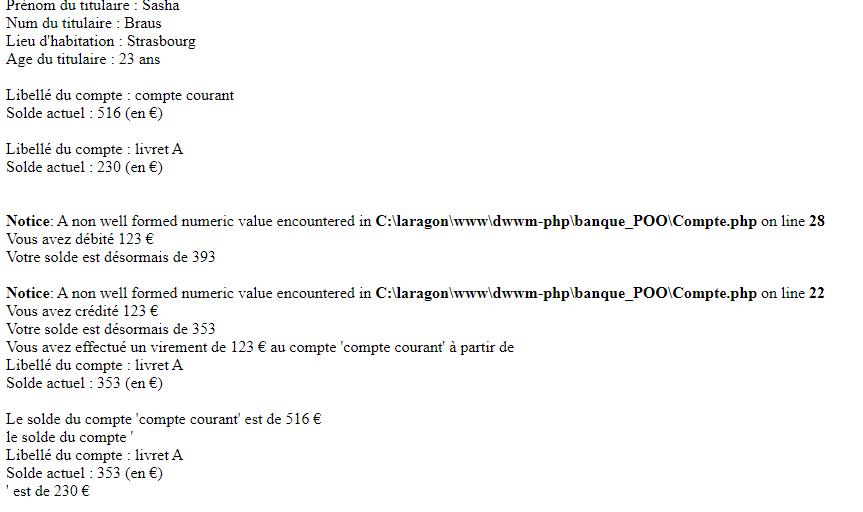 Prénom du titulaire : Sasha
Num du titulaire : Braus
Lieu d'habitation : Strasbourg
Age du titulaire : 23 ans
Libellé du compte : compte courant
Solde actuel : 516 (en €)
Libellé du compte : livret A
Solde actuel : 230 (en €)
Notice: A non well formed numeric value encountered in C:\laragon\www\dwwm-php\banque_POO\Compte.php on line 28
Vous avez débité 123 €
Votre solde est désormais de 393
Notice: A non well formed numeric value encountered in C:\laragon\www\dwwm-php\banque_POO\Compte.php on line 22
Vous avez crédité 123 €
Votre solde est désormais de 353
Vous avez effectué un virement de 123 € au compte 'compte courant' à partir de
Libellé du compte : livret A
Solde actuel : 353 (en €)
Le solde du compte 'compte courant' est de 516 €
le solde du compte '
Libellé du compte : livret A
Solde actuel : 353 (en €)
' est de 230 €